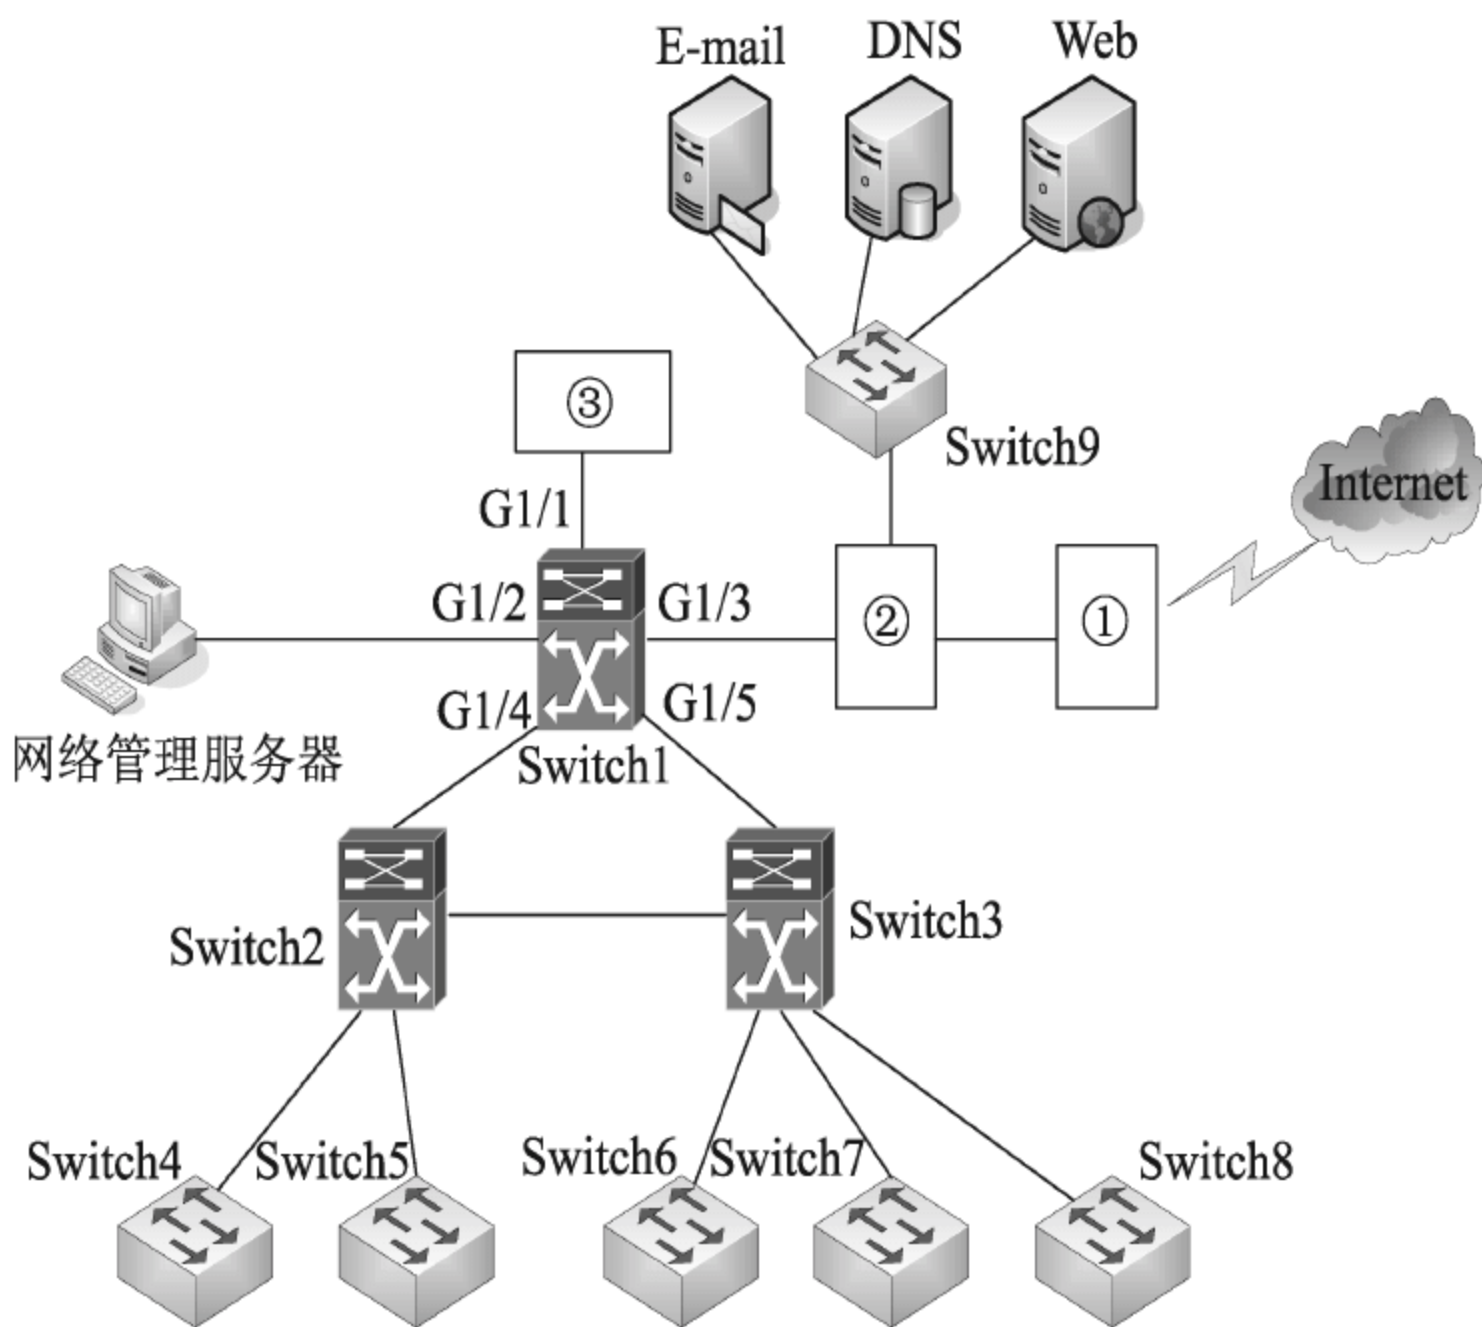 E-mail
DNS
Web
③
Switch9
Internet
G1/1
G1/2
G1/3
②
①
G1/4
G1/5
网络管理服务器
Switch1
Switch2
Switch3
Switch4
Switch5
Switch6
Switch7
Switch8